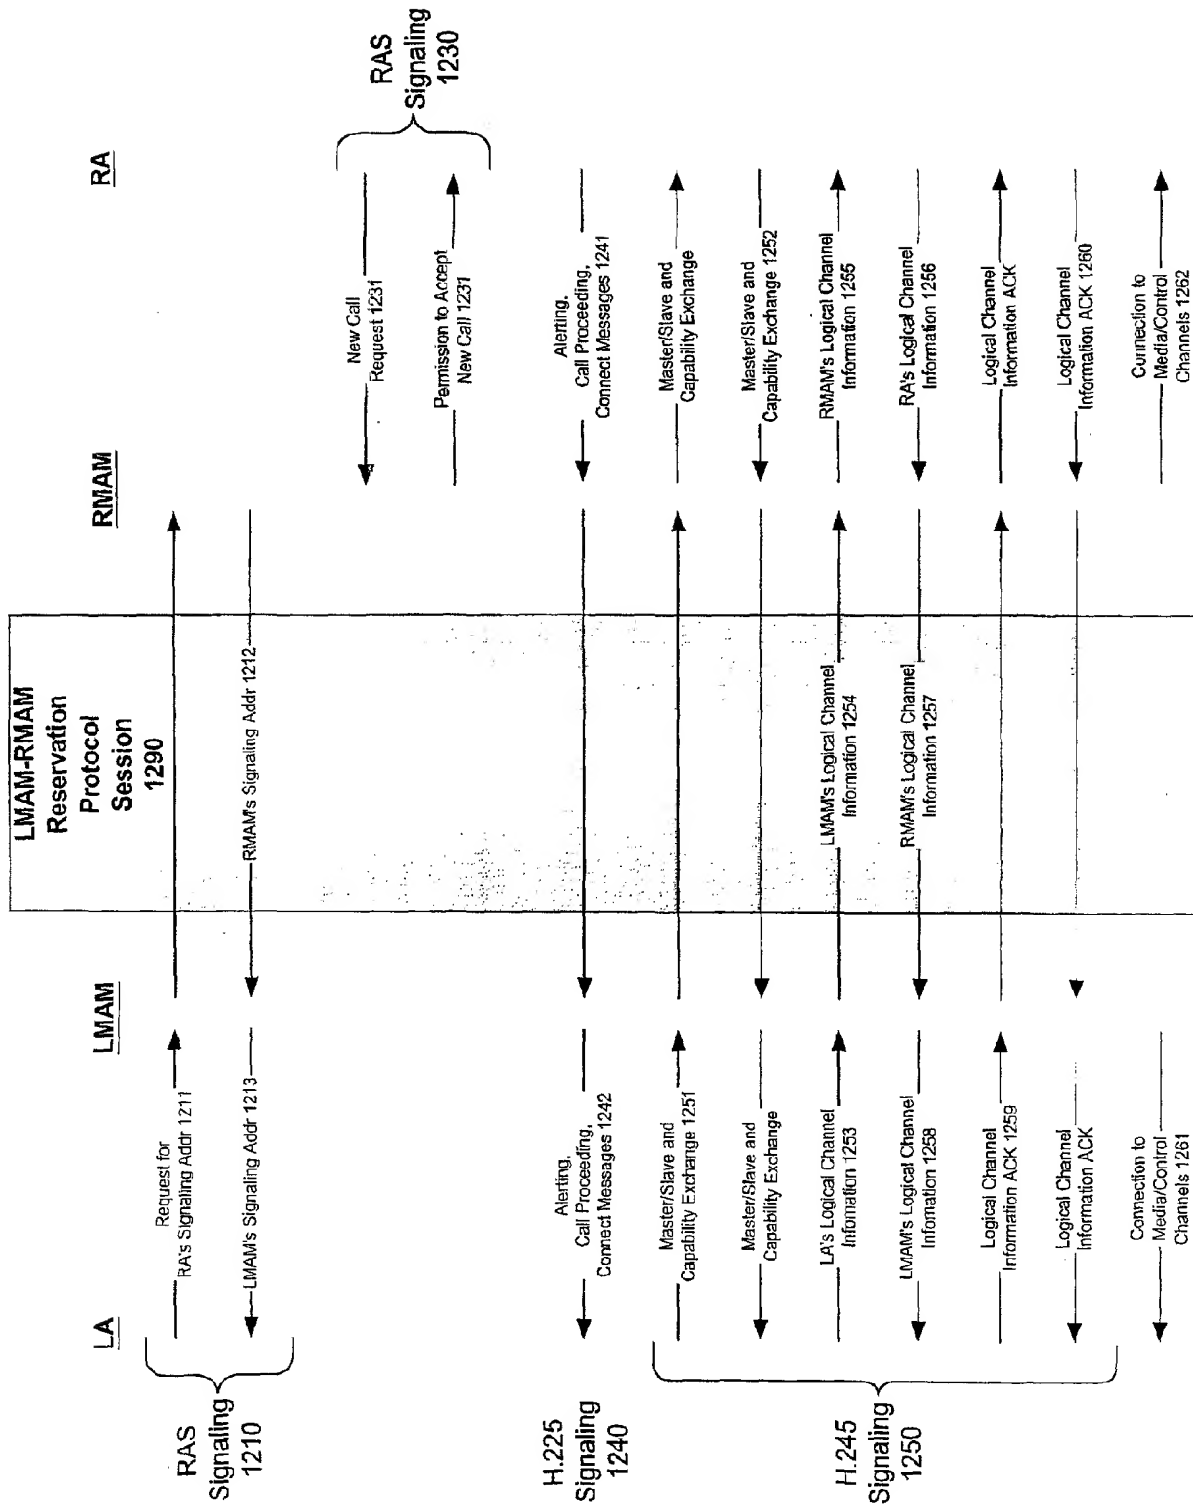 LA
LMAM
RMAM
RA
LMAM-RMAM
Reservation
Protocol
Session
1290
RAS
Signaling
1210
Request for
RA's Signaling Addr 1211
RMAM's Signaling Addr 1212
LMAM's Signaling Addr 1213
RAS
Signaling
1230
New Call
Request 1231
Permission to Accept
New Call 1231
H.225
Signaling
1240
Alerting,
Call Proceeding,
Connect Messages 1242
Alerting,
Call Proceeding,
Connect Messages 1241
H.245
Signaling
1250
Master/Slave and
Capability Exchange 1251
Master/Slave and
Capability Exchange
Master/Slave and
Capability Exchange
Master/Slave and
Capability Exchange 1252
LA's Logical Channel
Infomation 1253
LMAM's Logical Channel
Information 1254
RMAM's Logical Channel
Information 1255
LMAM's Logical Channel
Information 1258
RMAM's Logical Channel
Information 1257
RA's Logical Channel
Information 1256
Logical Channel
Information ACK 1259
Logical Channel
Information ACK
Logical Channel
Information ACK
Logical Channel
Information ACK 1260
Connection to
Media/Control
Channels 1261
Connection to
Media/Control
Channels 1262